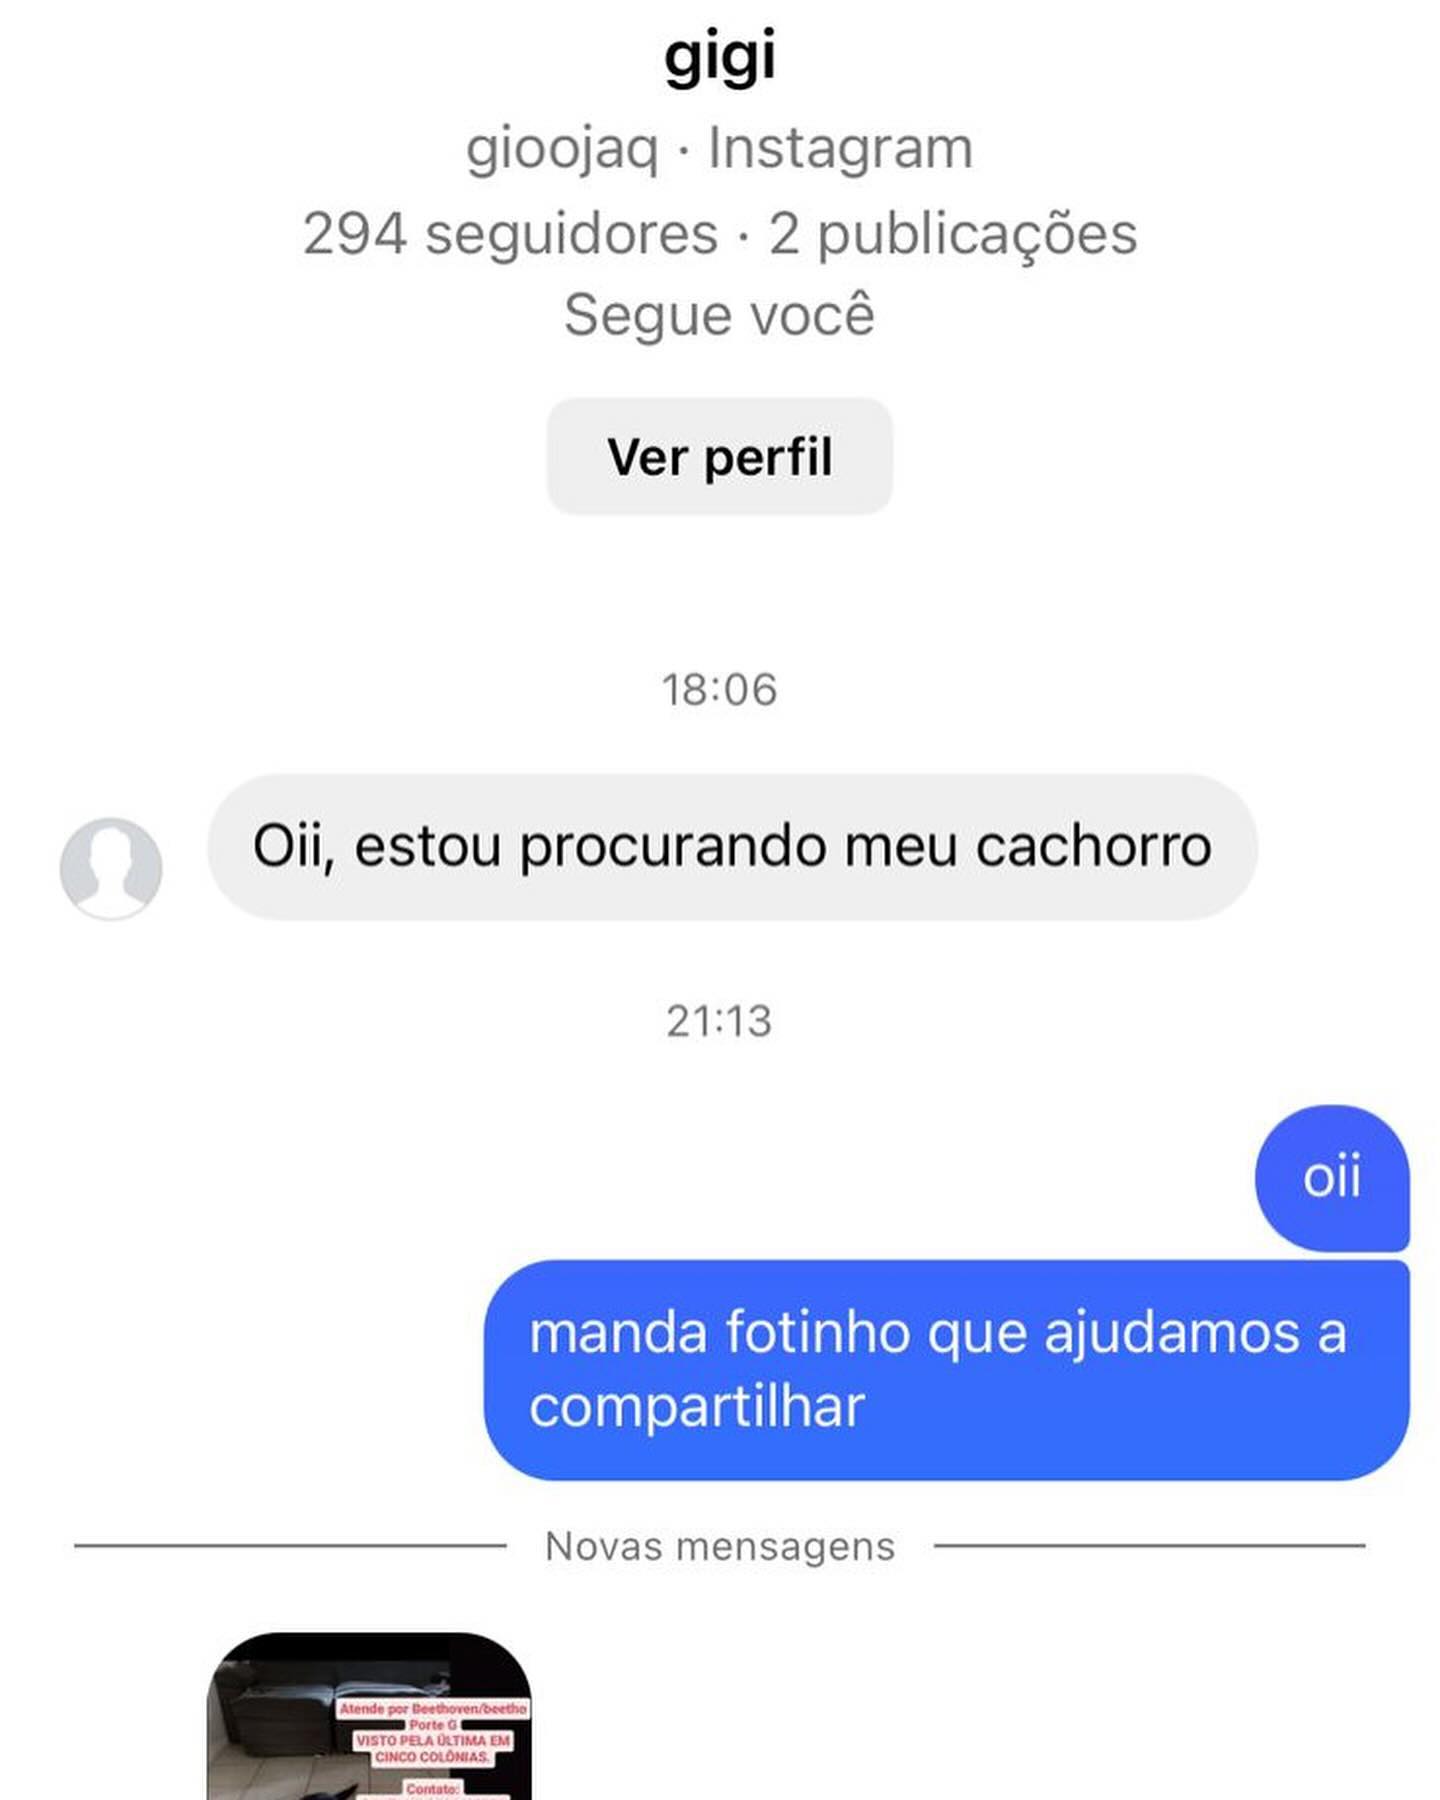 gigi
gioojaq · Instagram
294 seguidores · 2 publicações
Segue você
Ver perfil
18:06
Oii, estou procurando meu cachorro
21:13
oii
manda fotinho que ajudamos a
compartilhar
Novas mensagens
Atende por Beethoven/beetho
Porte G
VISTO PELA ÚLTIMA EM
CINCO COLÔNIAS.
Contato: